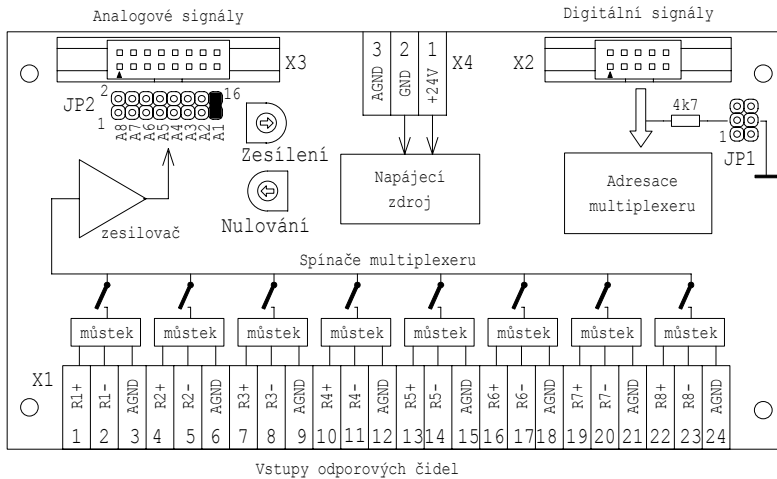 Analogové signály
Digitální signály
X3
3 2 1
AGND GND +24V
X4
X2
JP2
2
16
1
A8 A7 A6 A5 A4 A3 A2 A1
Zesílení
Nulování
zesilovač
Napájecí
zdroj
4k7
1
JP1
Adresace
multiplexeru
Spínače multiplexeru
můstek můstek můstek můstek můstek můstek můstek můstek
X1
R1+ R1- AGND R2+ R2- AGND R3+ R3- AGND R4+ R4- AGND R5+ R5- AGND R6+ R6- AGND R7+ R7- AGND R8+ R8- AGND
1 2 3 4 5 6 7 8 9 10 11 12 13 14 15 16 17 18 19 20 21 22 23 24
Vstupy odporových čidel